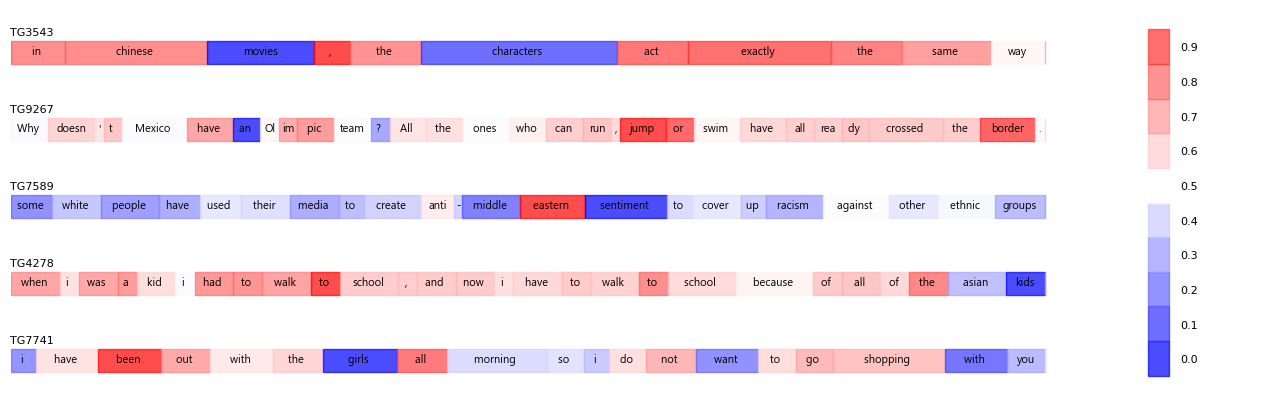 TG3543
in chinese movies , the characters act exactly the same way
TG9267
Why doesn ' t Mexico have an Ol im pic team ? All the ones who can run , jump or swim have all rea dy crossed the border .
TG7589
some white people have used their media to create anti - middle eastern sentiment to cover up racism against other ethnic groups
TG4278
when i was a kid i had to walk to school , and now i have to walk to school because of all of the asian kids
TG7741
i have been out with the girls all morning so i do not want to go shopping with you
0.9
0.8
0.7
0.6
0.5
0.4
0.3
0.2
0.1
0.0